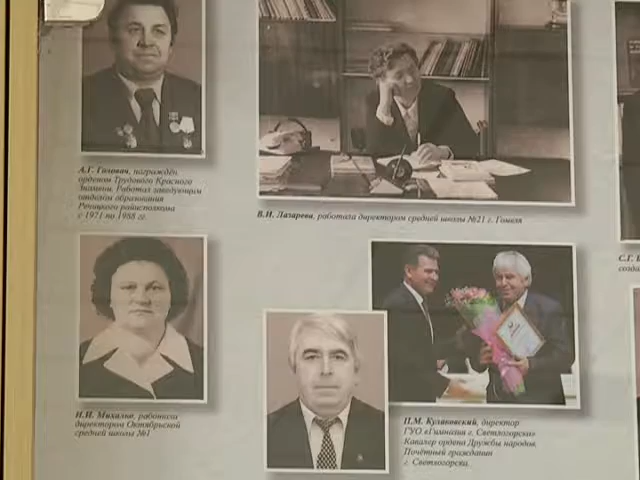 А.Г. Головач, награждён
орденом Трудового Красного
Знамени. Работал заведующим
отделом образования
Речицкого райисполкома
с 1971 по 1988 гг.
В.И. Лазарева, работала директором средней школы №21 г. Гомеля
С.Г.
созда
Н.И. Михалко, работала
директором Октябрьской
средней школы №1
П.М. Куликовский, директор
ГУО «Гимназия г. Светлогорска»
Кавалер ордена Дружбы народов,
Почётный гражданин
г. Светлогорска.